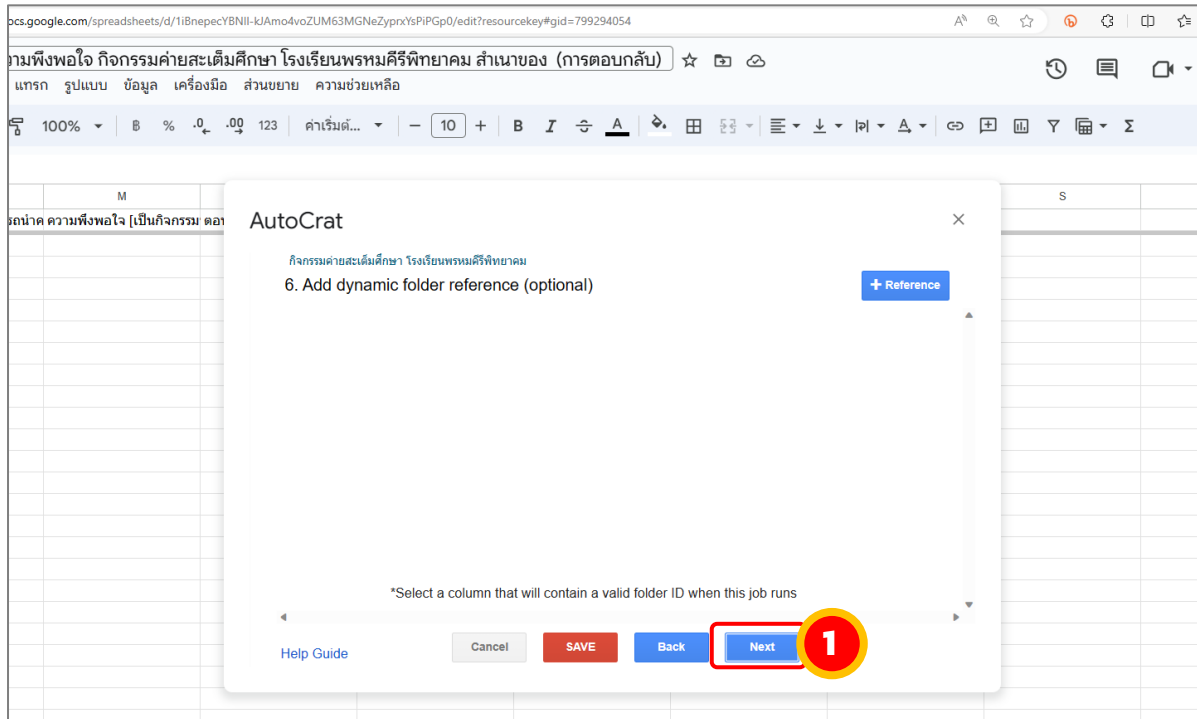 ocs.google.com/spreadsheets/d/1iBnepecYBNII-kJAmo4voZUM63MGNeZyprxYsPiPGp0/edit?resourcekey#gid=799294054
วามพึงพอใจ กิจกรรมค่ายสะเต็มศึกษา โรงเรียนพรหมคีรีพิทยาคม สำเนาของ (การตอบกลับ)
แทรก รูปแบบ ข้อมูล เครื่องมือ ส่วนขยาย ความช่วยเหลือ
100% ฿ % .0 .00 123 ค่าเริ่มต้... − 10 + B I A
M S
รถนำค ความพึงพอใจ [เป็นกิจกรรม ตอบ
AutoCrat
กิจกรรมค่ายสะเต็มศึกษา โรงเรียนพรหมคีรีพิทยาคม
6. Add dynamic folder reference (optional)
+ Reference
*Select a column that will contain a valid folder ID when this job runs
Help Guide Cancel SAVE Back Next 1